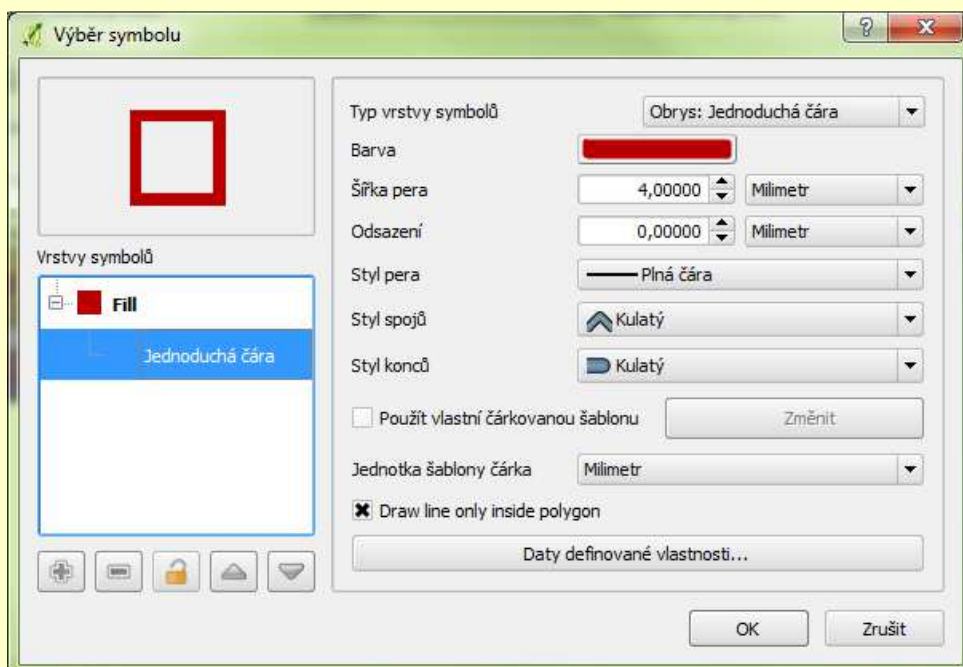 Výběr symbolu
Typ vrstvy symbolů Obrys: Jednoduchá čára
Barva
Šířka pera 4,00000 Milimetr
Odsazení 0,00000 Milimetr
Vrstvy symbolů
Fill
Jednoduchá čára
Styl pera Plná čára
Styl spojů Kulatý
Styl konců Kulatý
Použít vlastní čárkovanou šablonu Změnit
Jednotka šablony čárka Milimetr
Draw line only inside polygon
Daty definované vlastnosti...
OK Zrušit